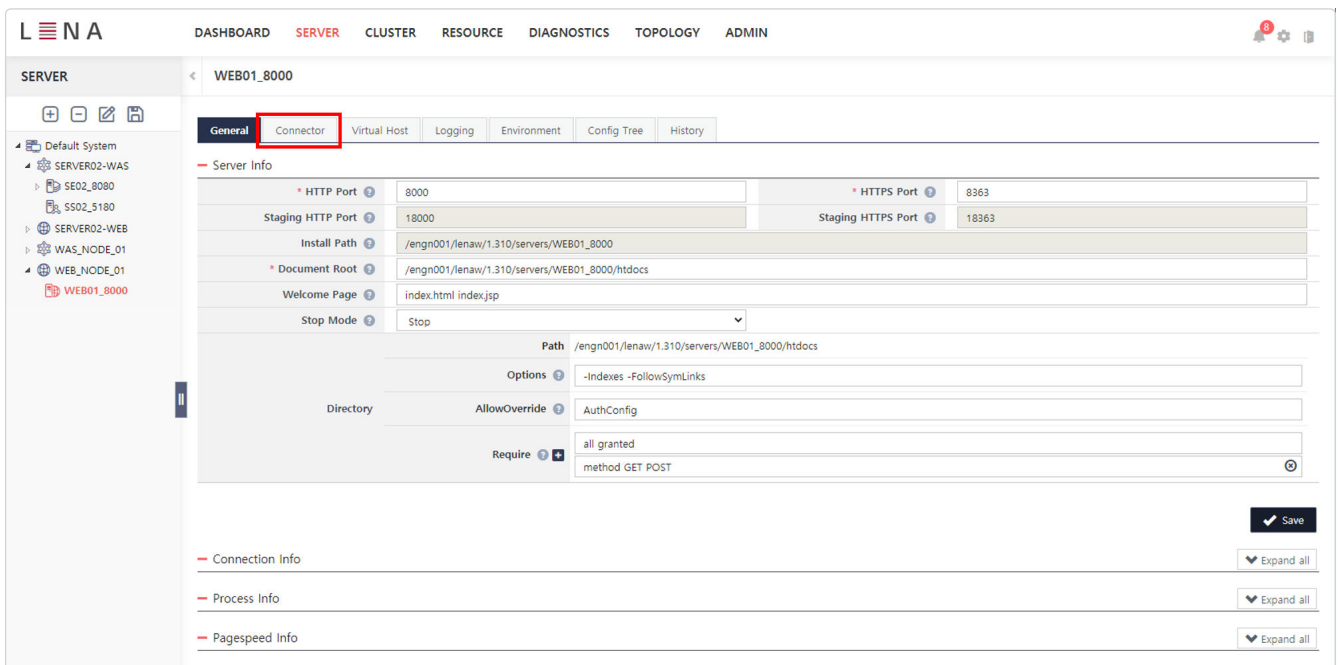 LENA
DASHBOARD SERVER CLUSTER RESOURCE DIAGNOSTICS TOPOLOGY ADMIN
8
SERVER
WEB01_8000
Default System
SERVER02-WAS
SE02_8080
SS02_5180
SERVER02-WEB
WAS_NODE_01
WEB_NODE_01
WEB01_8000
General Connector Virtual Host Logging Environment Config Tree History
Server Info
* HTTP Port ? 8000 * HTTPS Port ? 8363
Staging HTTP Port ? 18000 Staging HTTPS Port ? 18363
Install Path ? /engn001/lenaw/1.310/servers/WEB01_8000
* Document Root ? /engn001/lenaw/1.310/servers/WEB01_8000/htdocs
Welcome Page ? index.html index.jsp
Stop Mode ? Stop
Path /engn001/lenaw/1.310/servers/WEB01_8000/htdocs
Options ? -Indexes -FollowSymLinks
Directory AllowOverride ? AuthConfig
Require ? + all granted
method GET POST
Save
Connection Info Expand all
Process Info Expand all
Pagespeed Info Expand all